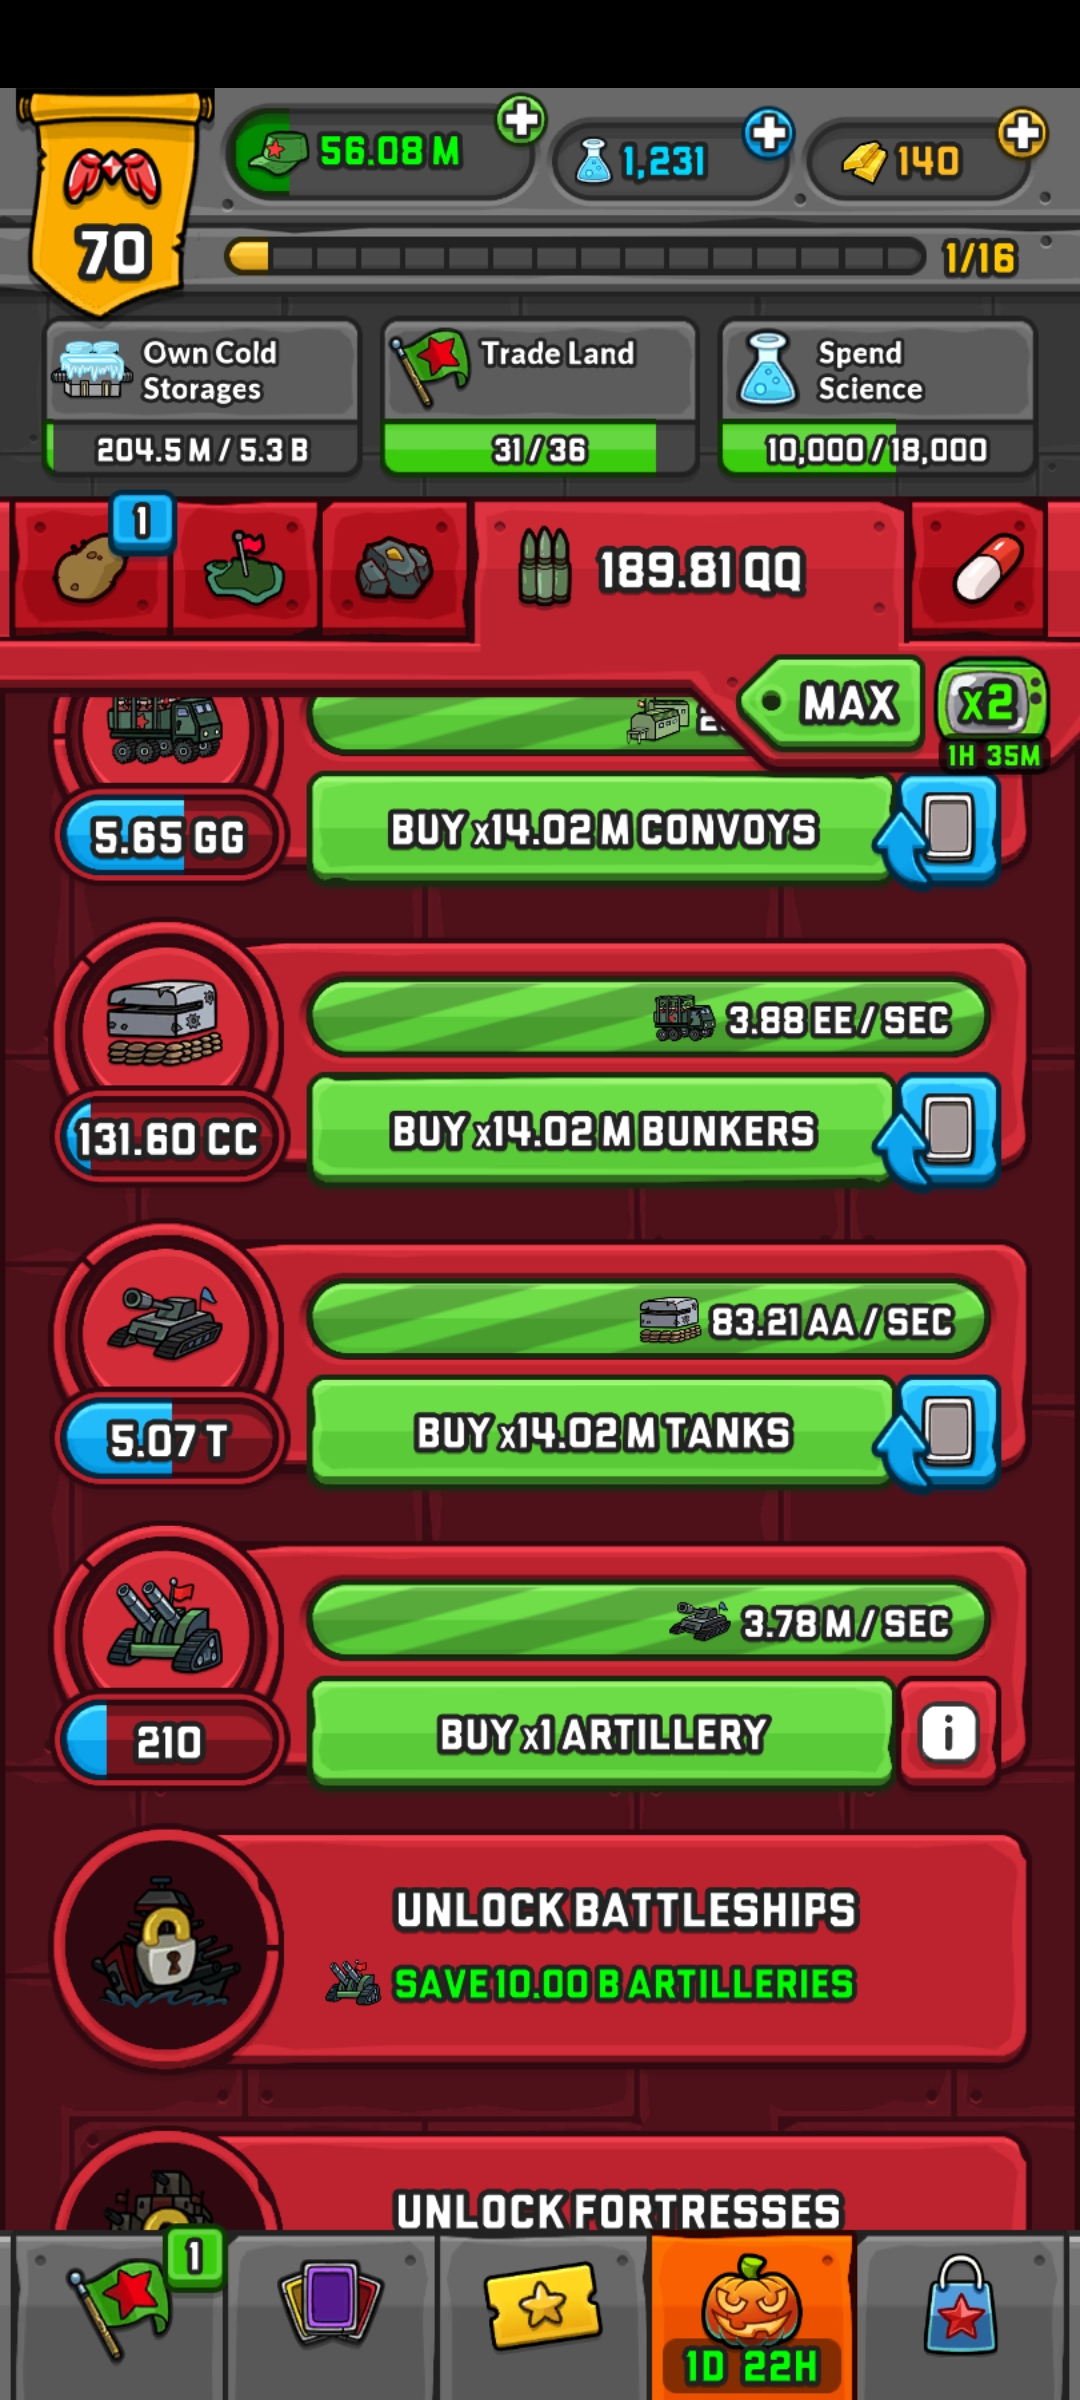 56.08 M
1,231
140
70
1/16
Own Cold
Storages
204.5 M / 5.3 B
Trade Land
31 / 36
Spend
Science
10,000 / 18,000
1
189.81 QQ
MAX
x2
1H 35M
5.65 GG
BUY x14.02 M CONVOYS
3.88 EE / SEC
131.60 CC
BUY x14.02 M BUNKERS
83.21 AA / SEC
5.07 T
BUY x14.02 M TANKS
3.78 M / SEC
210
BUY x1 ARTILLERY
i
UNLOCK BATTLESHIPS
SAVE 10.00 B ARTILLERIES
UNLOCK FORTRESSES
1
1D 22H